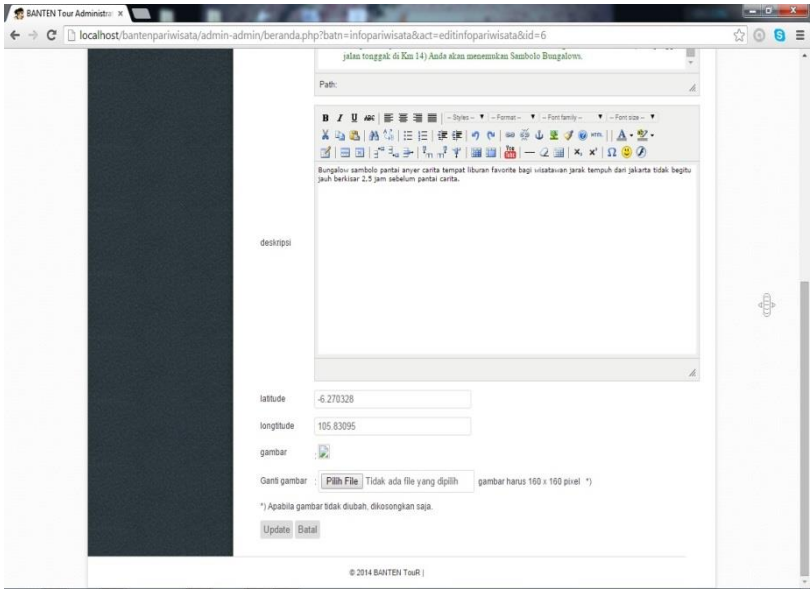 BANTEN Tour Administra ×
localhost/bantenpariwisata/admin-admin/beranda.php?batn=infopariwisata&act=editinfopariwisata&id=6
jalan tonggak di Km 14) Anda akan menemukan Sambolo Bungalows.
Path:
B I U ABC - Styles - - Format - - Font family - - Font size -
HTML A
You Tube
Bungalow sambolo pantai anyer carita tempat liburan favorite bagi wisatawan jarak tempuh dari jakarta tidak begitu
jauh berkisar 2,5 jam sebelum pantai carita.
deskripsi
latitude -6.270328
longtitude 105.83095
gambar :
Ganti gambar : Pilih File Tidak ada file yang dipilih gambar harus 160 x 160 pixel *)
*) Apabila gambar tidak diubah, dikosongkan saja.
Update Batal
© 2014 BANTEN TouR |